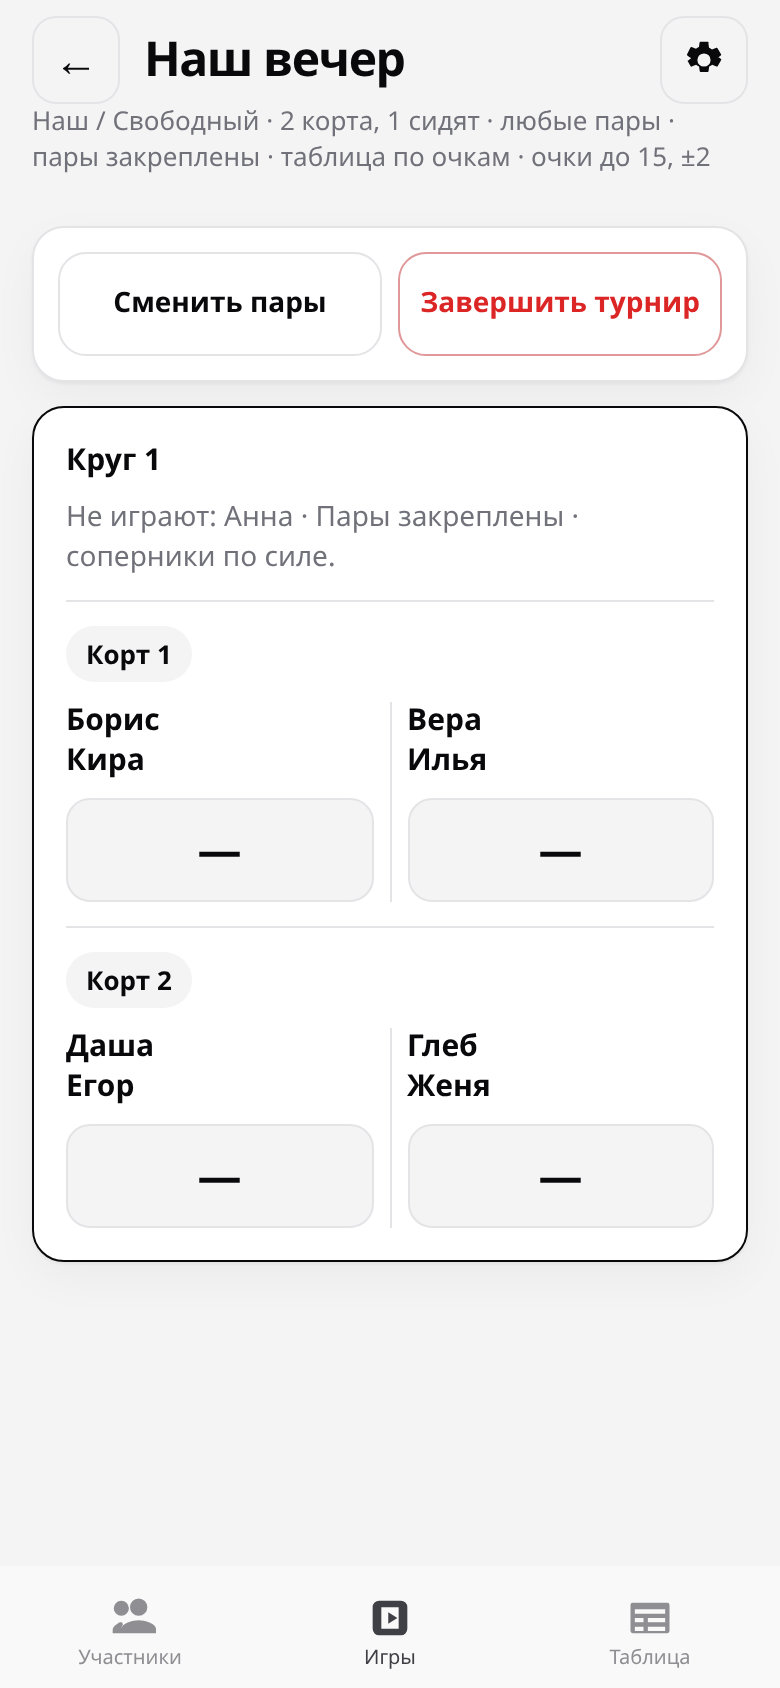 ← Наш вечер
Наш / Свободный · 2 корта, 1 сидят · любые пары ·
пары закреплены · таблица по очкам · очки до 15, ±2
Сменить пары
Завершить турнир
Круг 1
Не играют: Анна · Пары закреплены ·
соперники по силе.
Корт 1
Борис
Кира
Вера
Илья
—
—
Корт 2
Даша
Егор
Глеб
Женя
—
—
Участники
Игры
Таблица